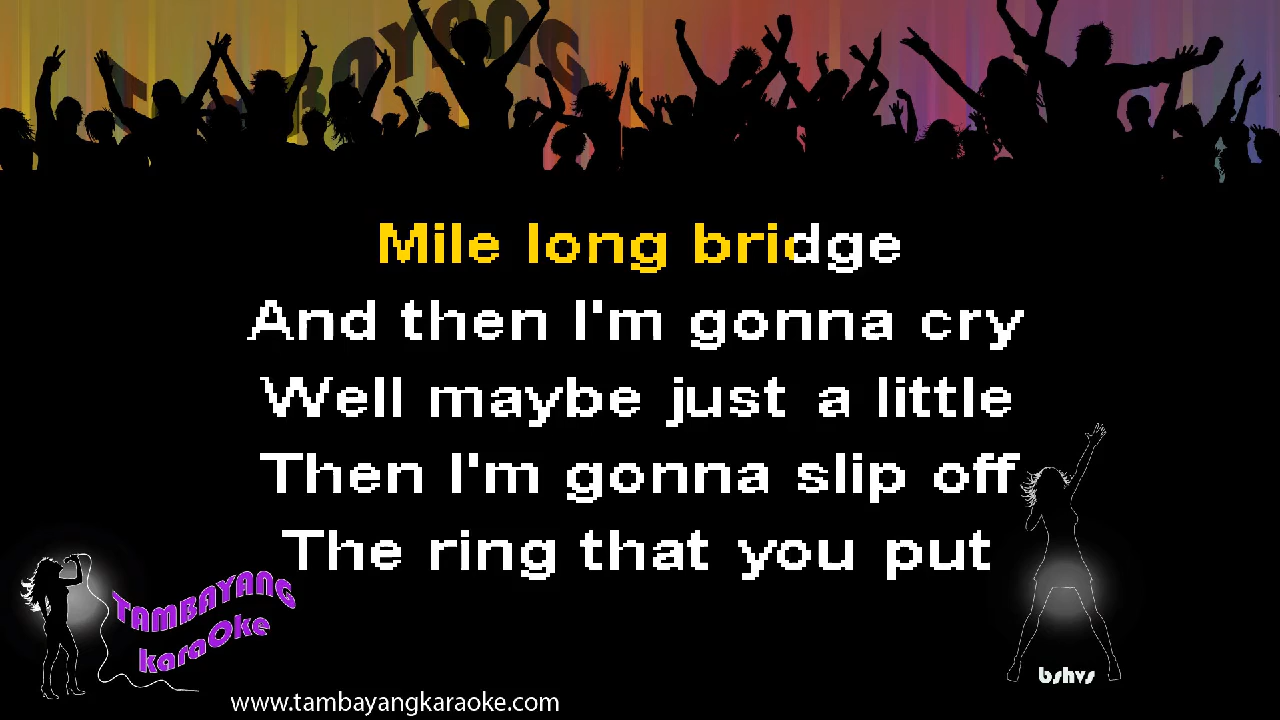 TAMBAYANG
Mile long bridge
And then I'm gonna cry
Well maybe just a little
Then I'm gonna slip off
The ring that you put
TAMBAYANG
karaOke
bshvs
www.tambayangkaraoke.com